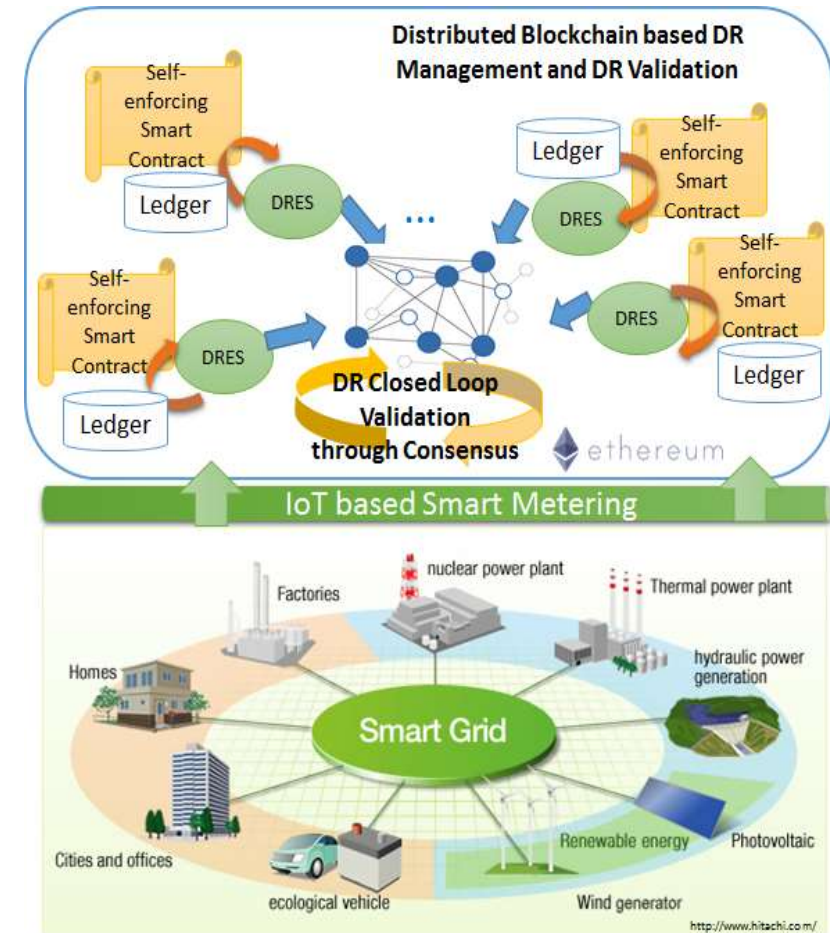 Distributed Blockchain based DR
Management and DR Validation
Self-
enforcing
Smart
Contract
Ledger
DRES
...
Ledger
DRES
Self-
enforcing
Smart
Contract
Self-
enforcing
Smart
Contract
Ledger
DRES
DRES
Self-
enforcing
Smart
Contract
Ledger
DR Closed Loop
Validation
through Consensus
ethereum
IoT based Smart Metering
nuclear power plant
Factories
Thermal power plant
Homes
hydraulic power
generation
Smart Grid
Cities and offices
Renewable energy
Photovoltaic
ecological vehicle
Wind generator
http://www.hitachi.com/